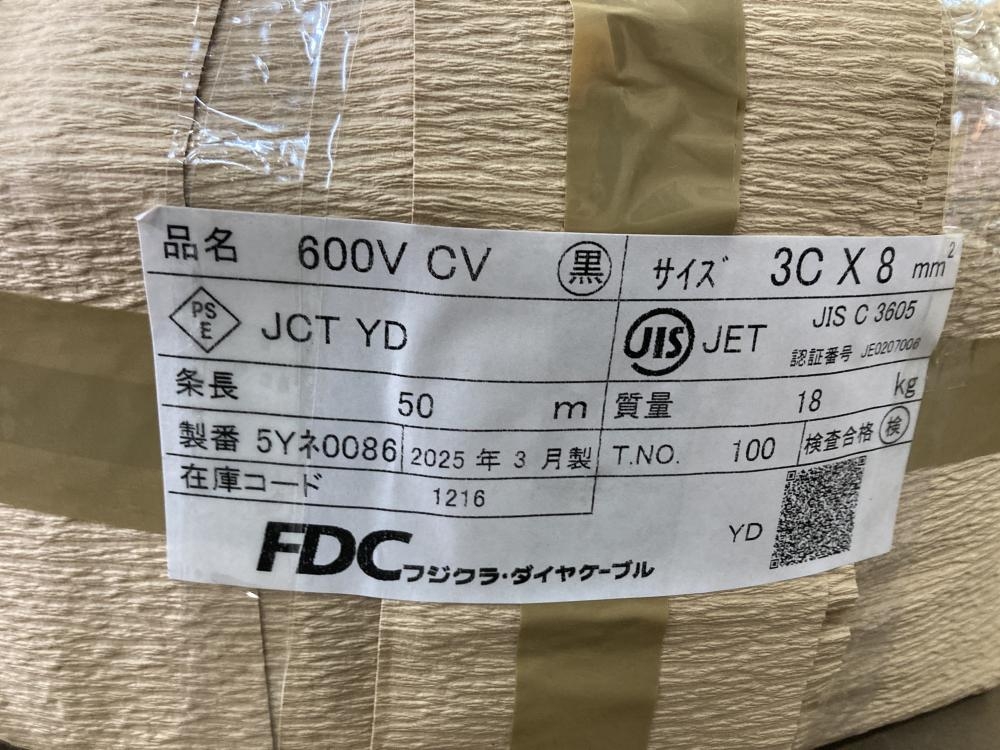 品名 600V CV 黒 サイズ 3C X 8 mm²
PSE JCT YD JIS JET JIS C 3605
認証番号 JE0207006
条長 50 m 質量 18 kg
製番 5Yネ0086 2025 年 3 月製 T.NO. 100 検査合格 検
在庫コード 1216
YD
FDC フジクラ・ダイヤケーブル